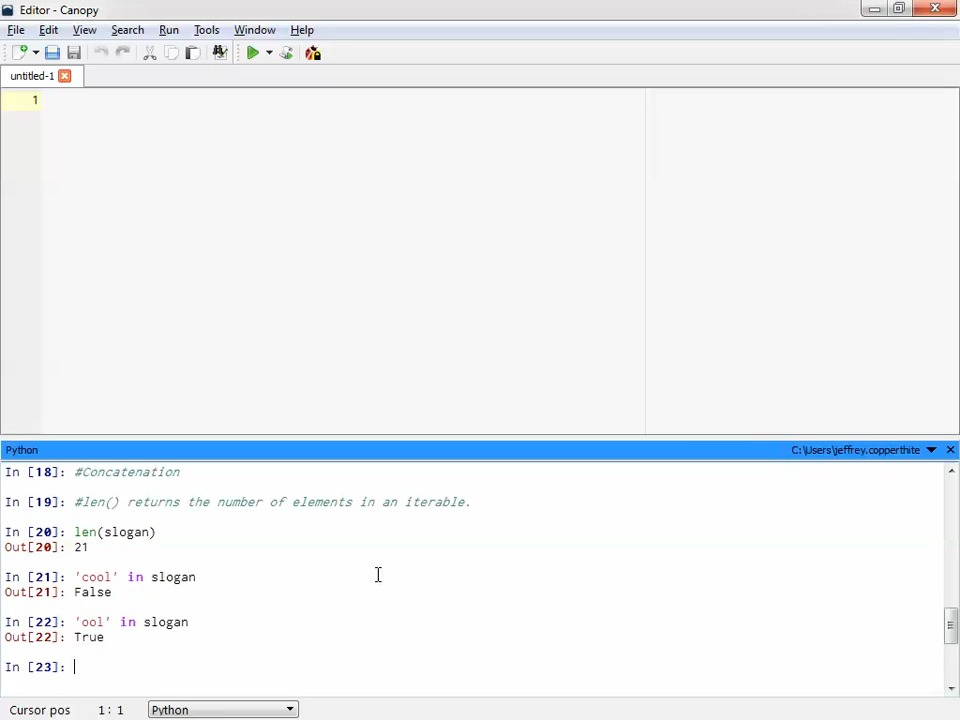 Editor - Canopy
File Edit View Search Run Tools Window Help
untitled-1
1
Python C:\Users\jeffrey.copperthite
In [18]: #Concatenation
In [19]: #len() returns the number of elements in an iterable.
In [20]: len(slogan)
Out[20]: 21
In [21]: 'cool' in slogan
Out[21]: False
In [22]: 'ool' in slogan
Out[22]: True
In [23]:
Cursor pos 1: 1 Python